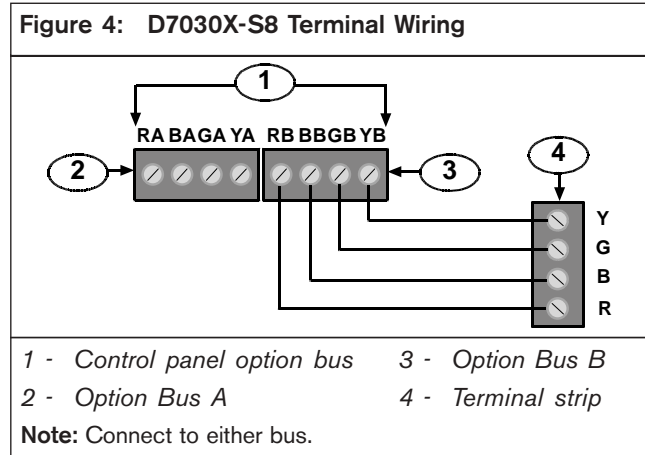 Figure 4: D7030X-S8 Terminal Wiring
1
RA BA GA YA RB BB GB YB
2
3
4
Y
G
B
R
1 - Control panel option bus
2 - Option Bus A
3 - Option Bus B
4 - Terminal strip
Note: Connect to either bus.